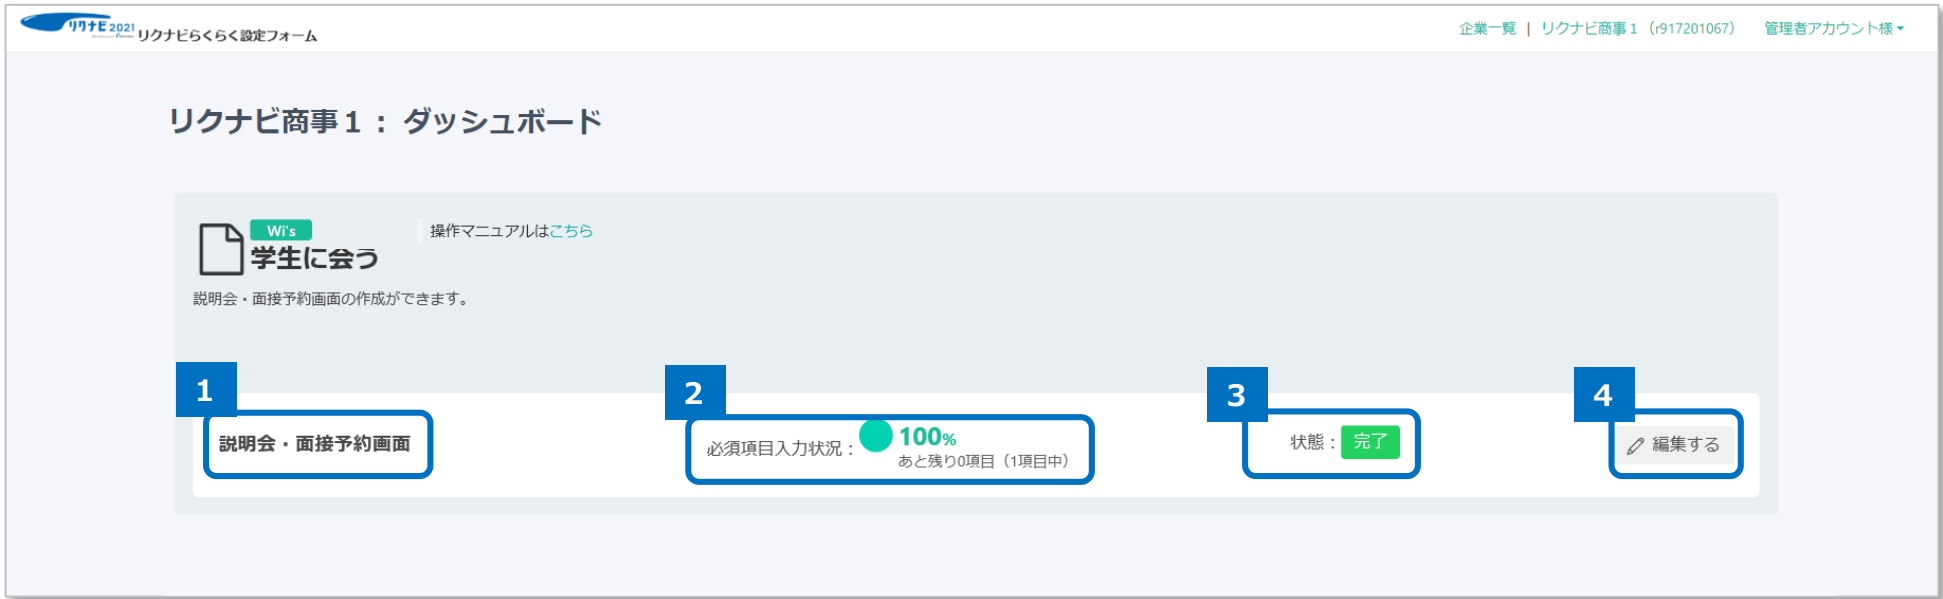 リクナビ2021 リクナビらくらく設定フォーム
企業一覧 | リクナビ商事１（r917201067） 管理者アカウント様
リクナビ商事１：ダッシュボード
Wi's
学生に会う
操作マニュアルはこちら
説明会・面接予約画面の作成ができます。
1
2
3
4
説明会・面接予約画面
必須項目入力状況：
100%
あと残り0項目（1項目中）
状態：完了
編集する